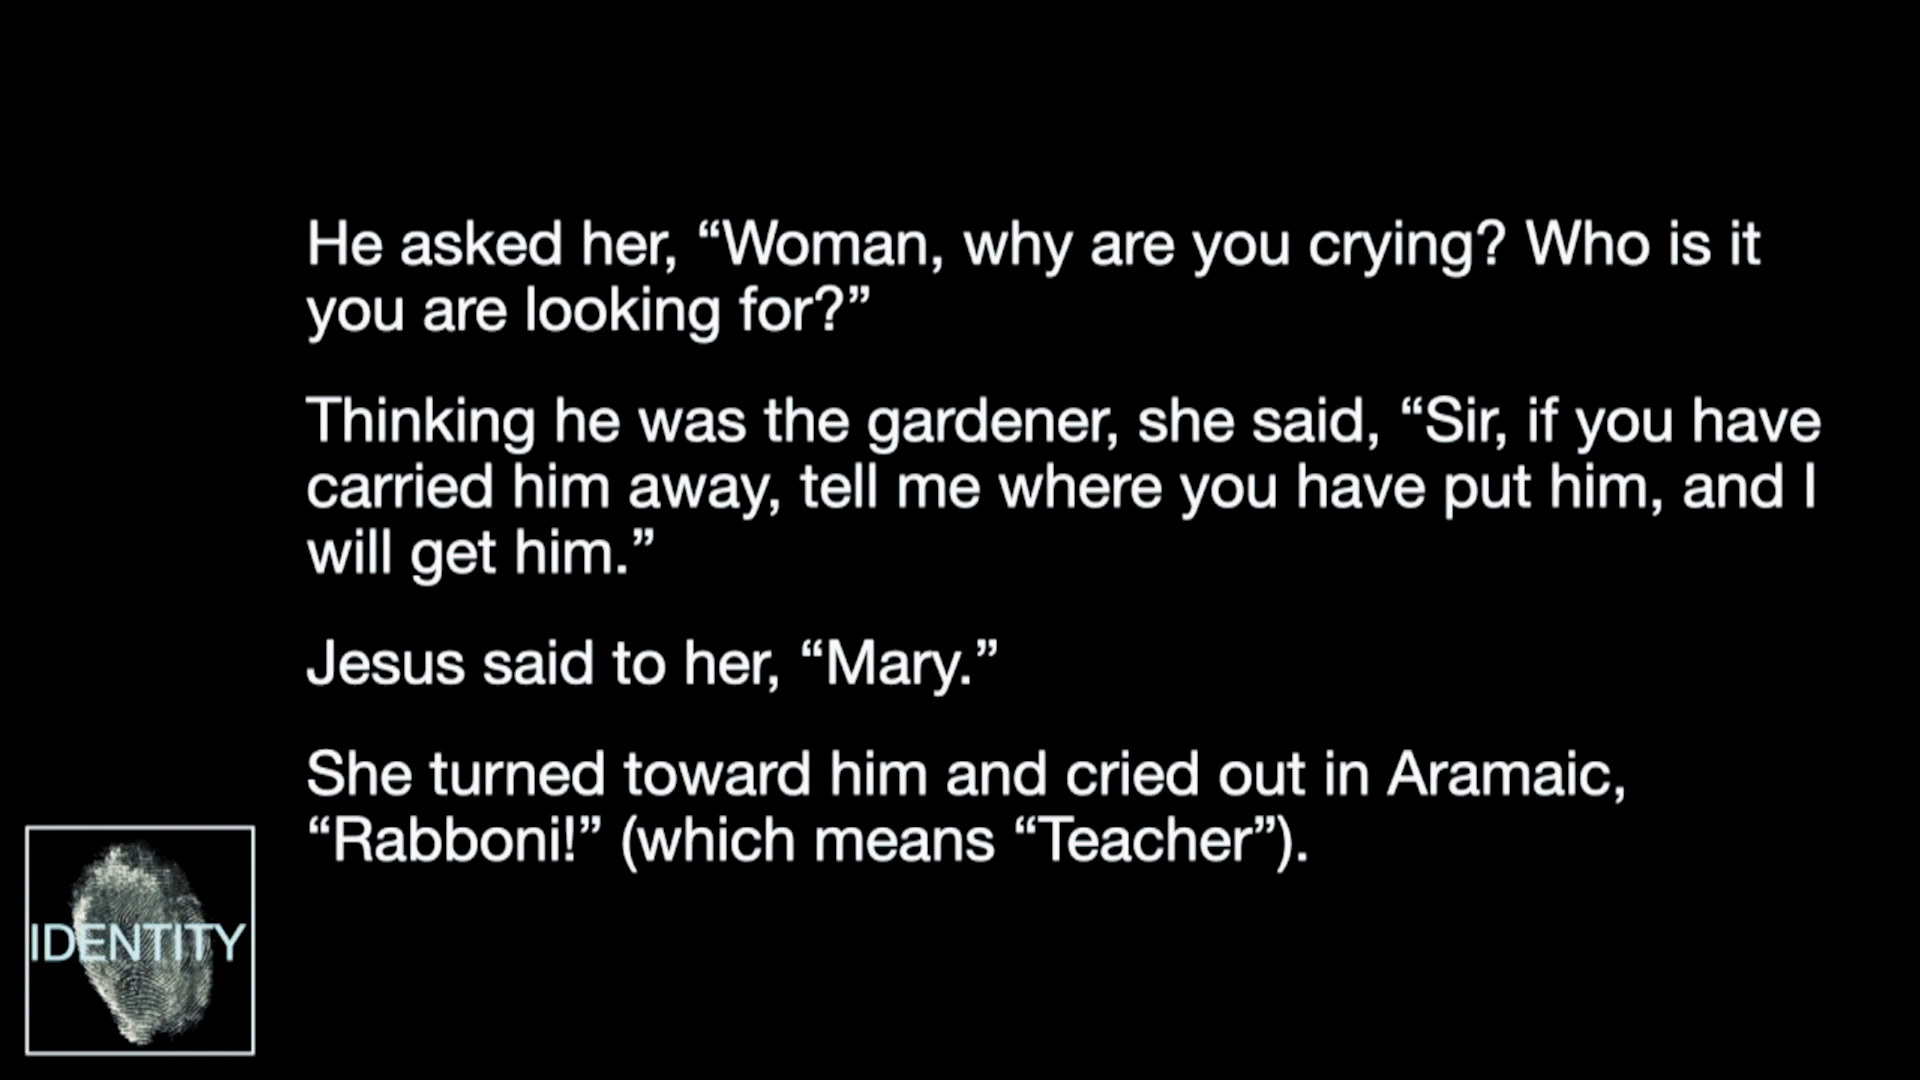 He asked her, “Woman, why are you crying? Who is it
you are looking for?”
Thinking he was the gardener, she said, “Sir, if you have
carried him away, tell me where you have put him, and I
will get him.”
Jesus said to her, “Mary.”
She turned toward him and cried out in Aramaic,
“Rabboni!” (which means “Teacher”).
IDENTITY